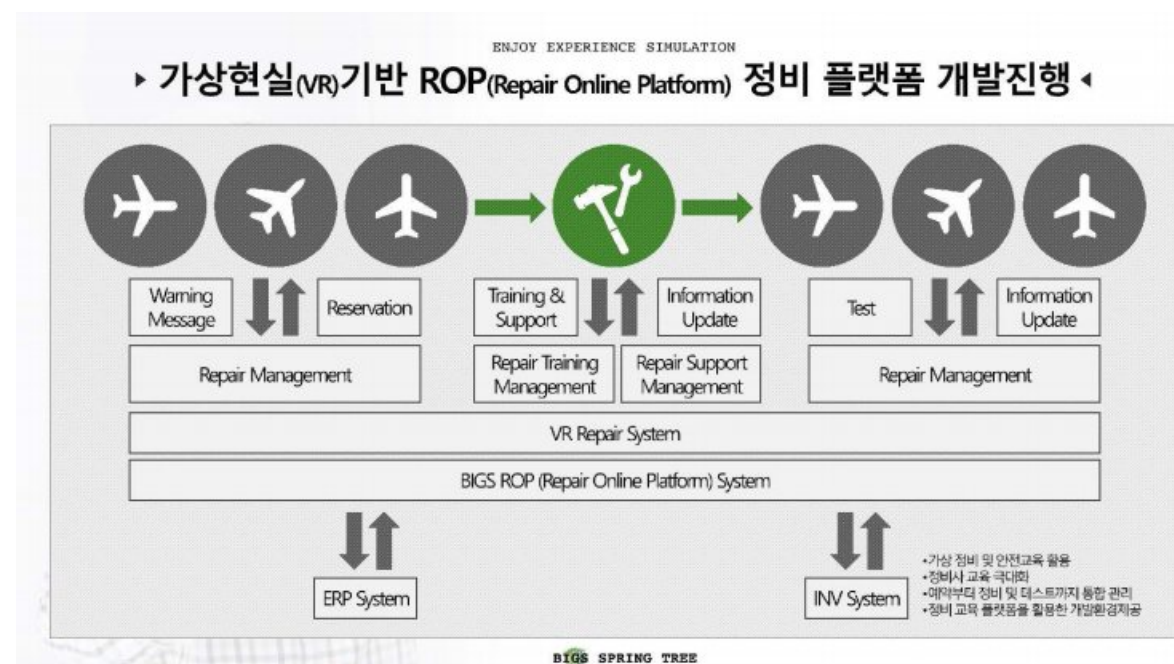 ENJOY EXPERIENCE SIMULATION
▸ 가상현실(VR)기반 ROP(Repair Online Platform) 정비 플랫폼 개발진행 ◂
Warning
Message
Reservation
Training &
Support
Information
Update
Test
Information
Update
Repair Management
Repair Training
Management
Repair Support
Management
Repair Management
VR Repair System
BIGS ROP (Repair Online Platform) System
ERP System
INV System
•가상 정비 및 안전교육 활용
•정비사 교육 극대화
•예약부터 정비 및 테스트까지 통합 관리
•정비 교육 플랫폼을 활용한 개발환경제공
BIGS SPRING TREE